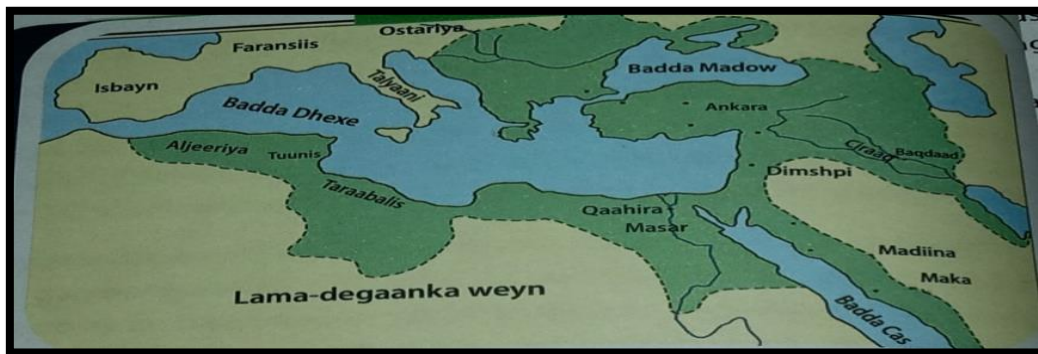 Ostariya
Faransiis
Isbayn
Talyaani
Badda Madow
Badda Dhexe
Ankara
Aljeeriya
Tuunis
Ciraaq
Baqdaad
Dimshpi
Taraabalis
Qaahira
Masar
Madiina
Maka
Lama-degaanka weyn
Badda Cas